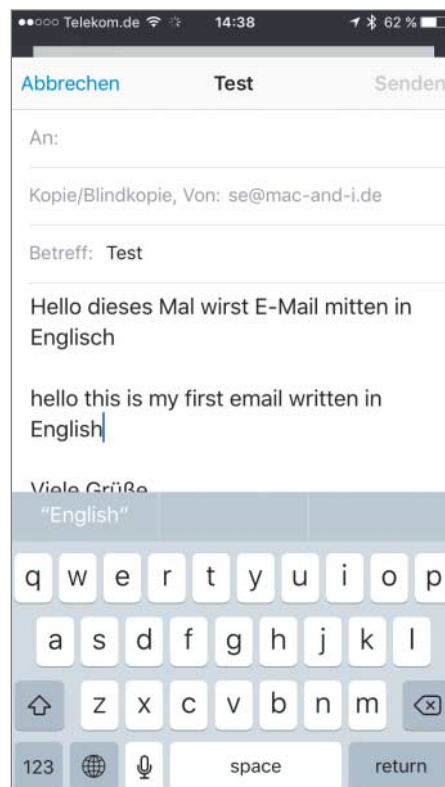 Telekom.de 14:38 62 %
Abbrechen Test Senden
An:
Kopie/Blindkopie, Von: se@mac-and-i.de
Betreff: Test
Hello dieses Mal wirst E-Mail mitten in
Englisch
hello this is my first email written in
English
Viele Grüße
"English"
q w e r t y u i o p
a s d f g h j k l
z x c v b n m
123 space return